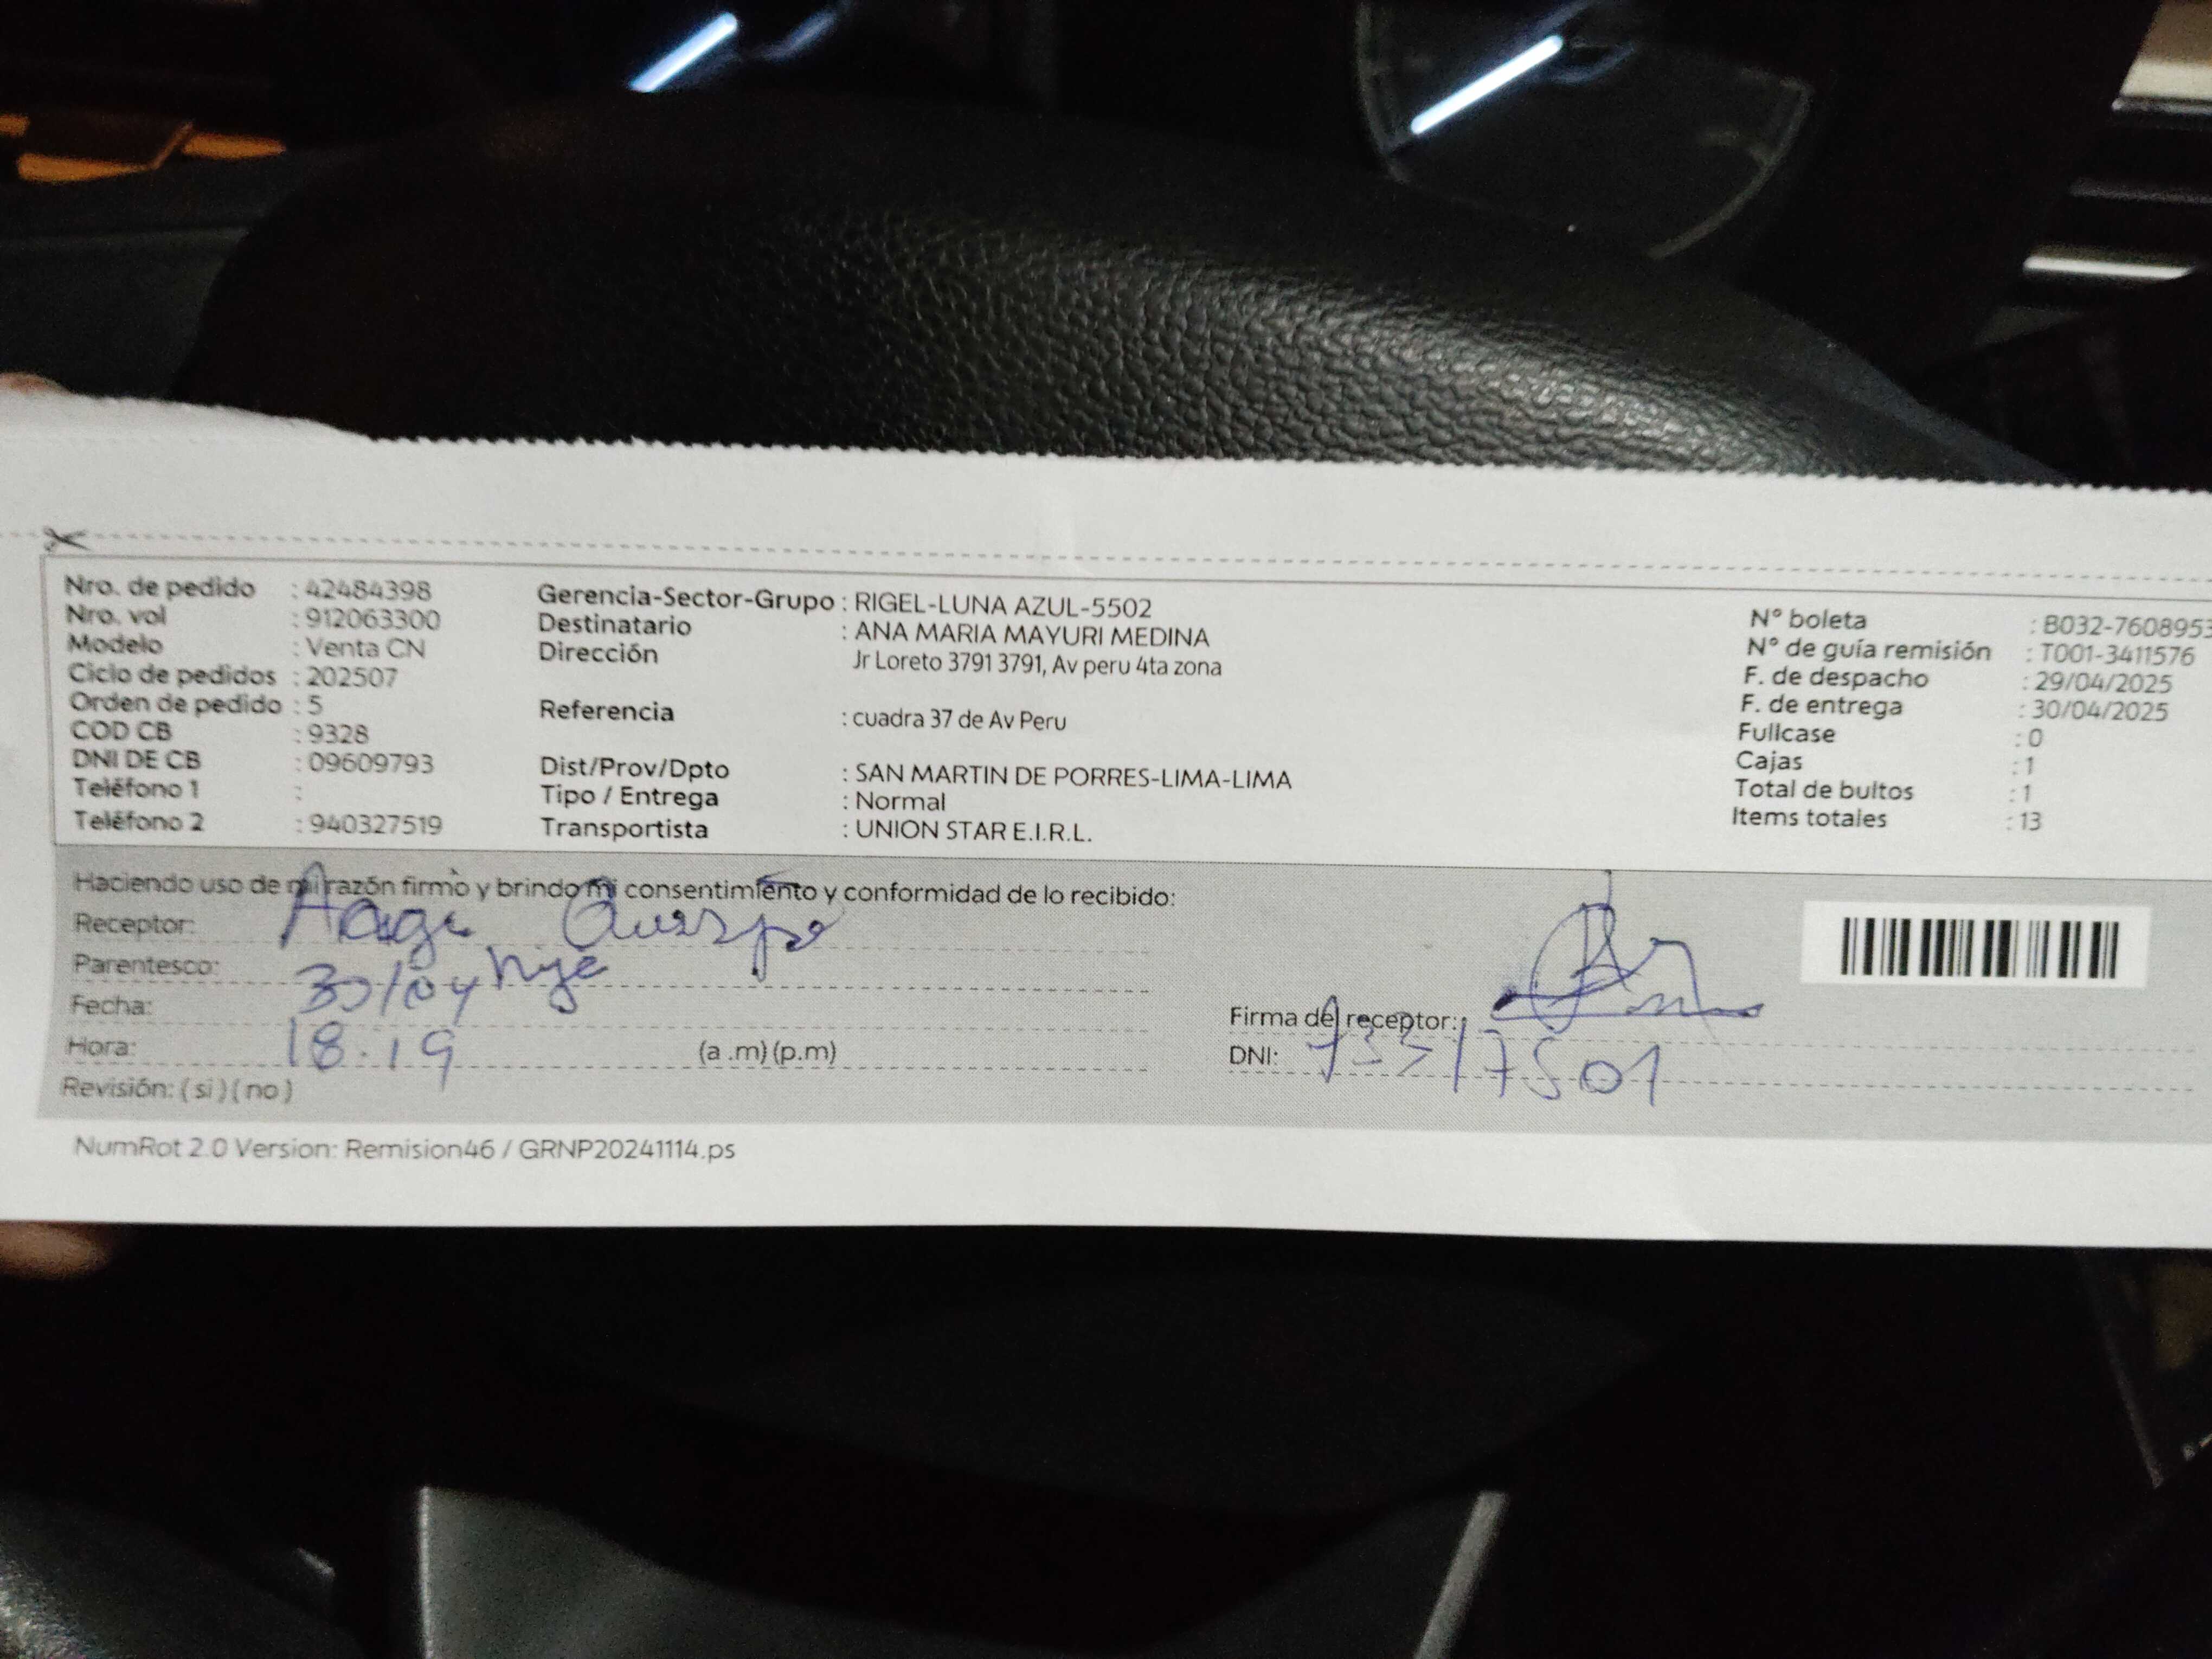 Nro. de pedido : 42484398
Nro. vol : 912063300
Modelo : Venta CN
Ciclo de pedidos : 202507
Orden de pedido : 5
COD CB : 9328
DNI DE CB : 09609793
Teléfono 1 :
Teléfono 2 : 940327519
Gerencia-Sector-Grupo : RIGEL-LUNA AZUL-5502
Destinatario : ANA MARIA MAYURI MEDINA
Dirección Jr Loreto 3791 3791, Av peru 4ta zona
Referencia : cuadra 37 de Av Peru
Dist/Prov/Dpto : SAN MARTIN DE PORRES-LIMA-LIMA
Tipo / Entrega : Normal
Transportista : UNION STAR E.I.R.L.
N° boleta : B032-7608953
N° de guía remisión : T001-3411576
F. de despacho : 29/04/2025
F. de entrega : 30/04/2025
Fullcase : 0
Cajas : 1
Total de bultos : 1
Items totales : 13
Haciendo uso de mi razón firmo y brindo mi consentimiento y conformidad de lo recibido:
Receptor:
Parentesco:
Fecha: 30/04
Hora: 18:19 (a .m) (p.m)
Revisión: ( si ) ( no )
Firma del receptor:
DNI: 73317501
NumRot 2.0 Version: Remision46 / GRNP20241114.ps